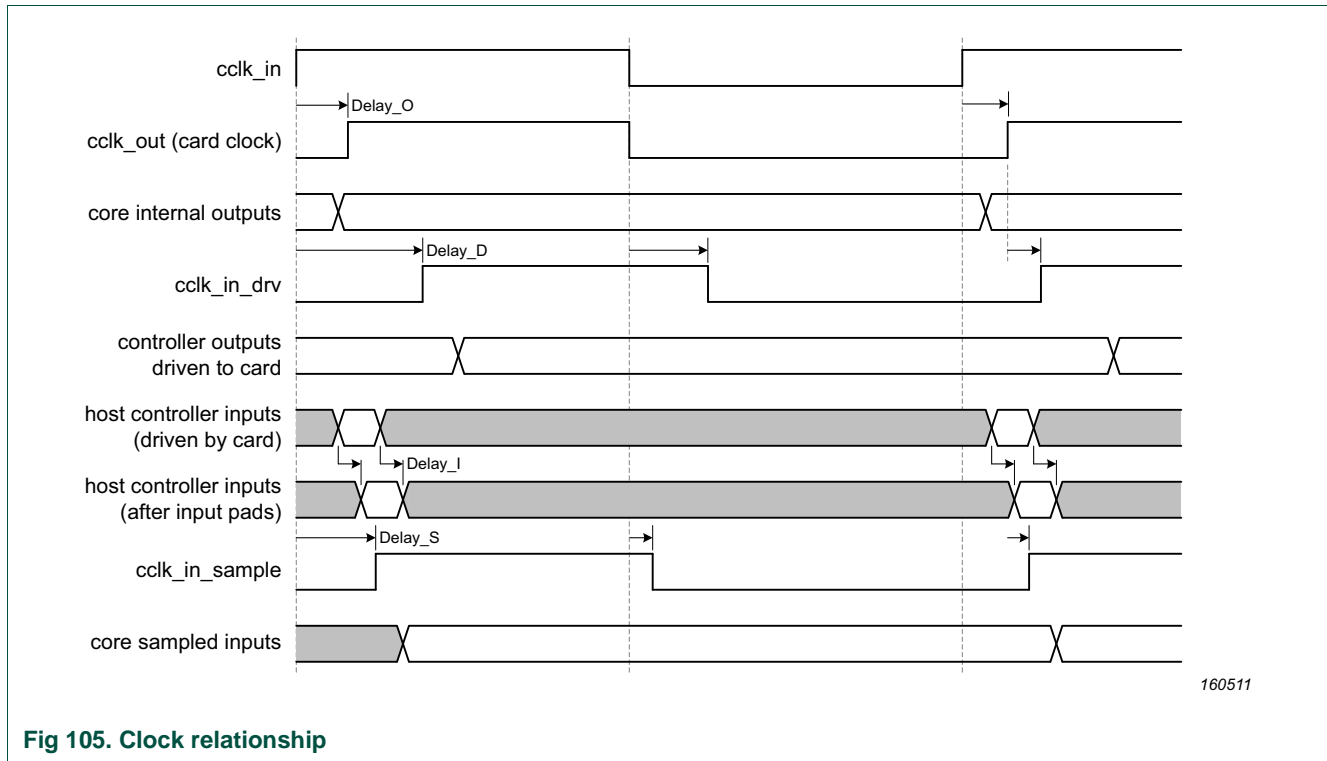 cclk_in
Delay_O
cclk_out (card clock)
core internal outputs
Delay_D
cclk_in_drv
controller outputs
driven to card
host controller inputs
(driven by card)
Delay_I
host controller inputs
(after input pads)
Delay_S
cclk_in_sample
core sampled inputs
160511
Fig 105. Clock relationship